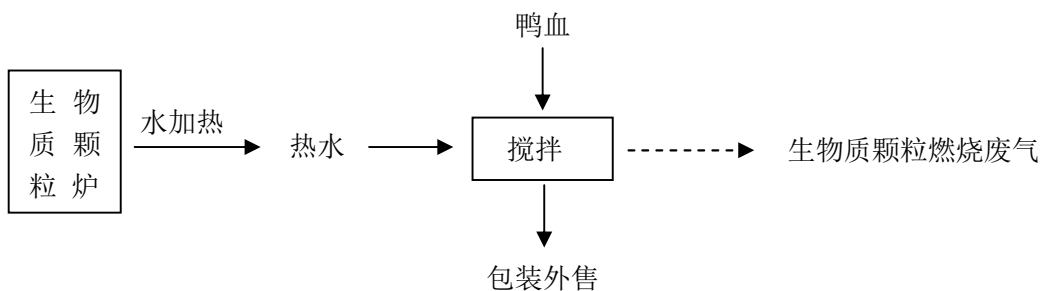 鸭血
生物
质颗
粒炉
水加热
热水
搅拌
生物质颗粒燃烧废气
包装外售